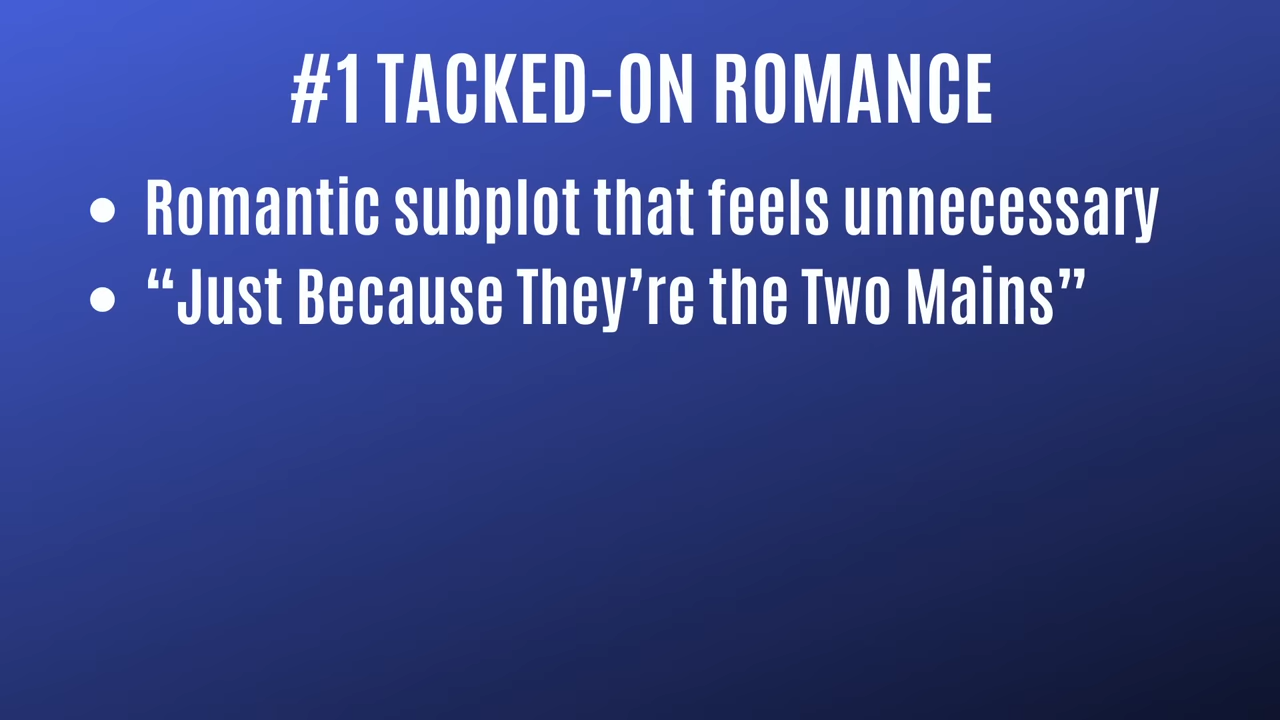 #1 TACKED-ON ROMANCE
• Romantic subplot that feels unnecessary
• “Just Because They’re the Two Mains”